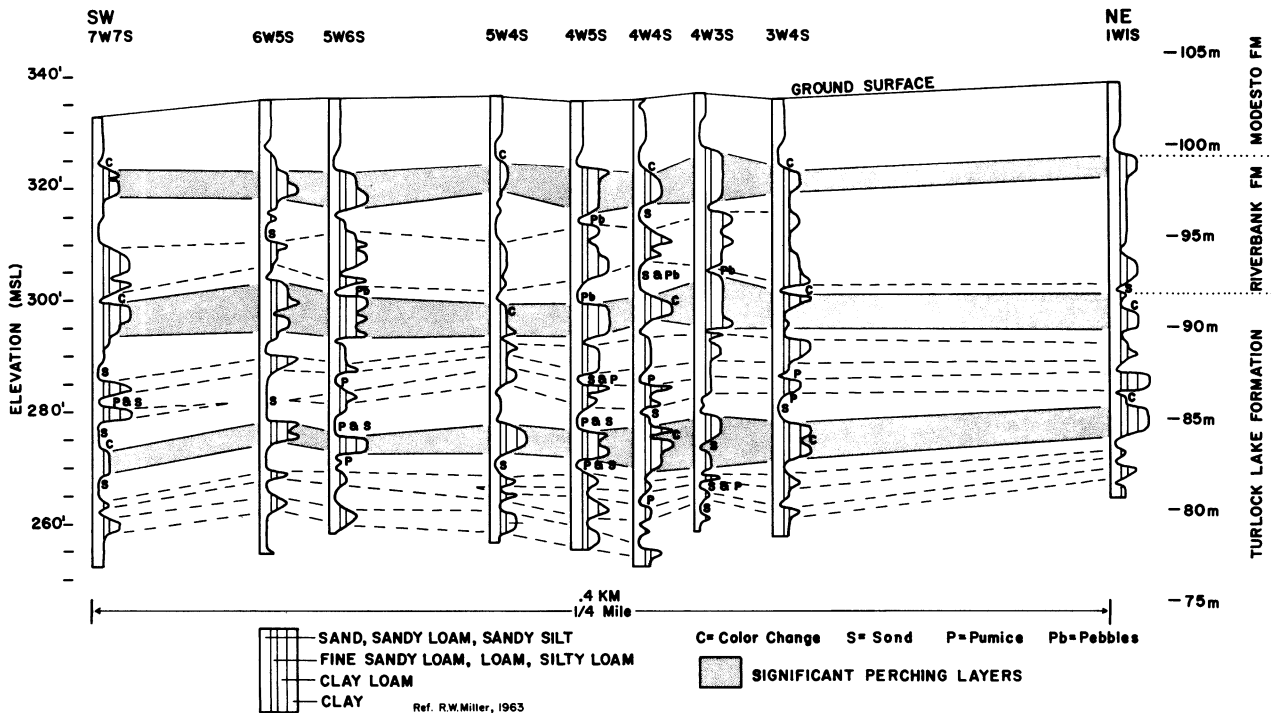 SW
NE
7W7S 6W5S 5W6S 5W4S 4W5S 4W4S 4W3S 3W4S 1W1S
GROUND SURFACE
ELEVATION (MSL)
340'
320'
300'
280'
260'
105m
100m
95m
90m
85m
80m
75m
MODESTO FM
RIVERBANK FM
TURLOCK LAKE FORMATION
C
C
S
P & S
S
C
S
S
S
Pb
P
P & S
P
C
C
S
Pb
Pb
S & P
P & S
P & S
C
S
S & Pb
C
P
S
C
P
Pb
S
S & P
S
C
C
P
P
S
C
S
C
C
.4 KM
1/4 Mile
SAND, SANDY LOAM, SANDY SILT
FINE SANDY LOAM, LOAM, SILTY LOAM
CLAY LOAM
CLAY
Ref. R.W.Miller, 1963
C= Color Change S= Sond P= Pumice Pb= Pebbles
SIGNIFICANT PERCHING LAYERS